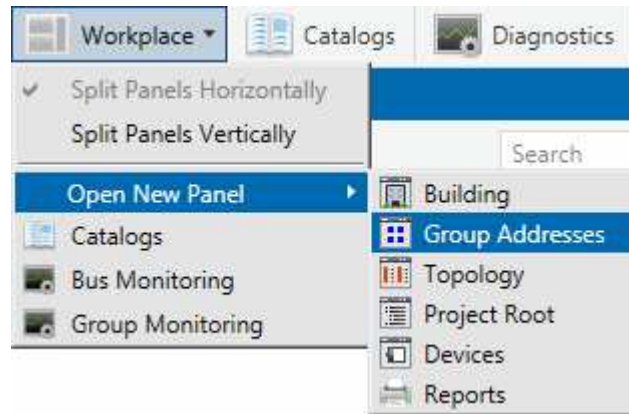 Workplace
Catalogs
Diagnostics
Split Panels Horizontally
Split Panels Vertically
Search
Open New Panel
Building
Catalogs
Group Addresses
Bus Monitoring
Topology
Group Monitoring
Project Root
Devices
Reports